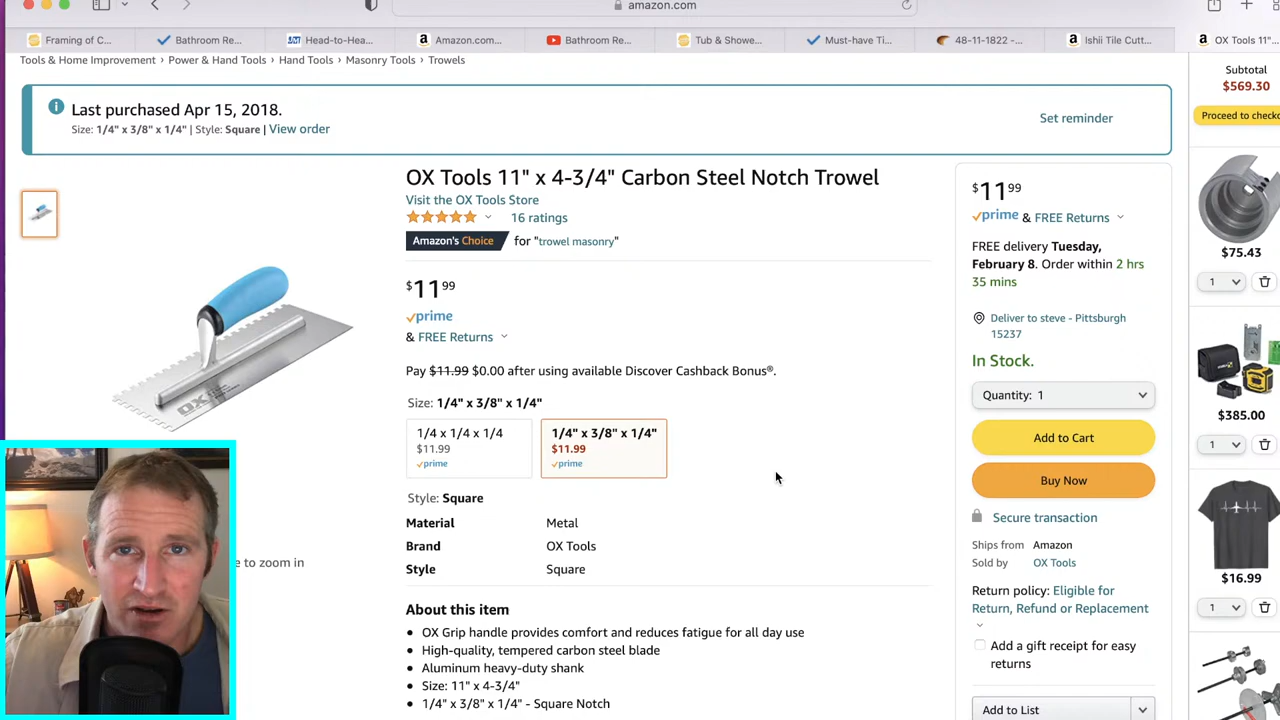 amazon.com
Framing of C...
Bathroom Re...
Head-to-Hea...
Amazon.com...
Bathroom Re...
Tub & Showe...
Must-have Ti...
48-11-1822 -...
Ishii Tile Cutt...
OX Tools 11"...
Tools & Home Improvement › Power & Hand Tools › Hand Tools › Masonry Tools › Trowels
Last purchased Apr 15, 2018.
Size: 1/4" x 3/8" x 1/4" | Style: Square | View order
Set reminder
OX Tools 11" x 4-3/4" Carbon Steel Notch Trowel
Visit the OX Tools Store
16 ratings
Amazon's Choice for "trowel masonry"
$11 99
prime
& FREE Returns
Pay $11.99 $0.00 after using available Discover Cashback Bonus®.
Size: 1/4" x 3/8" x 1/4"
1/4 x 1/4 x 1/4
$11.99
prime
1/4" x 3/8" x 1/4"
$11.99
prime
Style: Square
Material Metal
Brand OX Tools
Style Square
About this item
• OX Grip handle provides comfort and reduces fatigue for all day use
• High-quality, tempered carbon steel blade
• Aluminum heavy-duty shank
• Size: 11" x 4-3/4"
• 1/4" x 3/8" x 1/4" - Square Notch
OX
e to zoom in
$11 99
prime & FREE Returns
FREE delivery Tuesday,
February 8. Order within 2 hrs
35 mins
Deliver to steve - Pittsburgh
15237
In Stock.
Quantity: 1
Add to Cart
Buy Now
Secure transaction
Ships from Amazon
Sold by OX Tools
Return policy: Eligible for
Return, Refund or Replacement
Add a gift receipt for easy
returns
Add to List
Subtotal
$569.30
Proceed to checko
$75.43
1
$385.00
1
$16.99
1